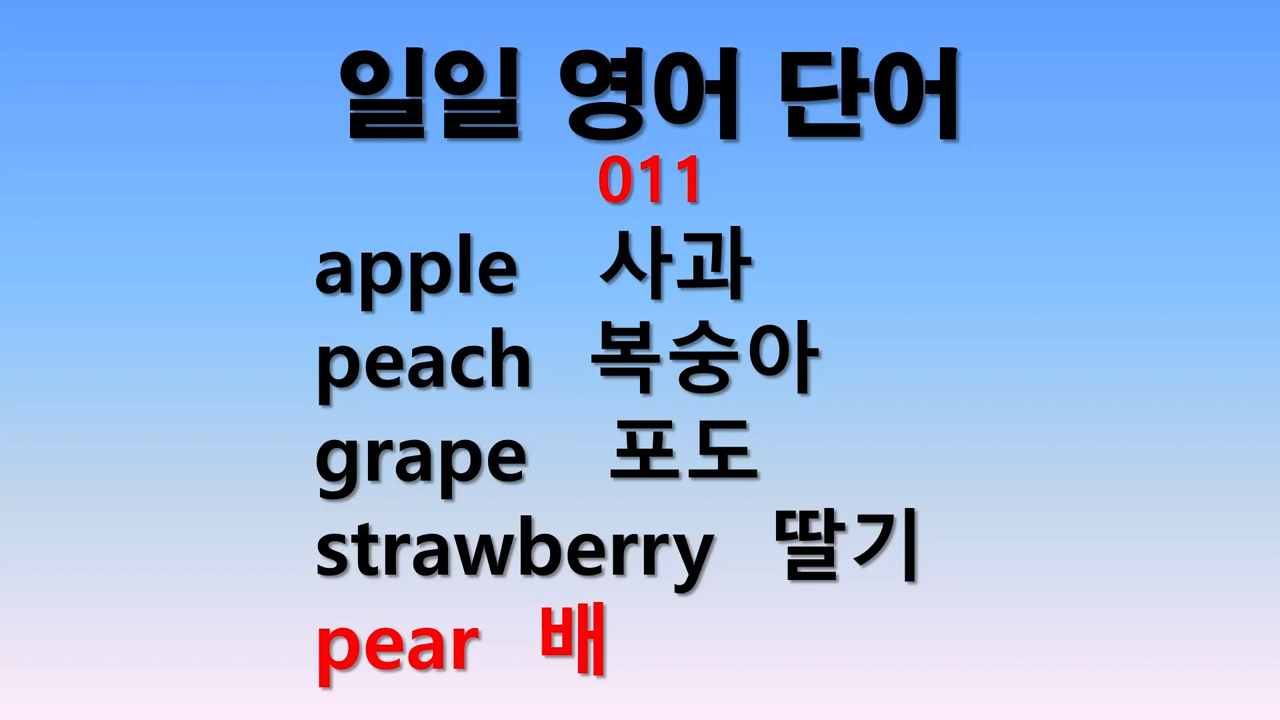 일일 영어 단어
011
apple 사과
peach 복숭아
grape 포도
strawberry 딸기
pear 배